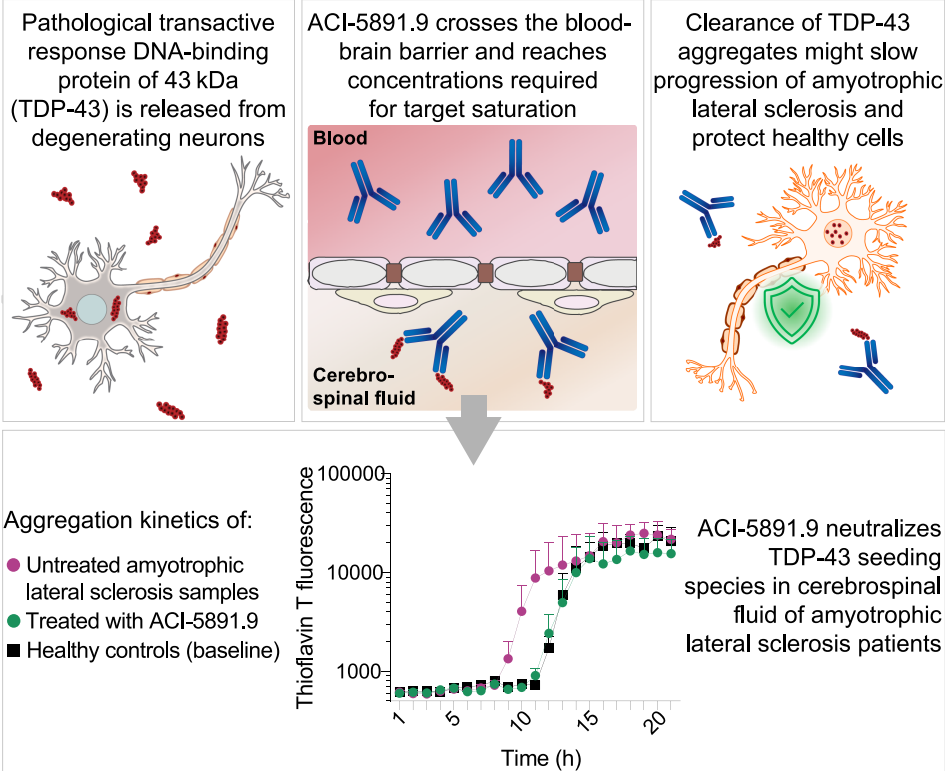 Pathological transactive
response DNA-binding
protein of 43 kDa
(TDP-43) is released from
degenerating neurons
ACI-5891.9 crosses the blood-
brain barrier and reaches
concentrations required
for target saturation
Blood
Cerebro-
spinal fluid
Clearance of TDP-43
aggregates might slow
progression of amyotrophic
lateral sclerosis and
protect healthy cells
Aggregation kinetics of:
Untreated amyotrophic
lateral sclerosis samples
Treated with ACI-5891.9
Healthy controls (baseline)
Thioflavin T fluorescence
100000
10000
1000
1
5
10
15
20
Time (h)
ACI-5891.9 neutralizes
TDP-43 seeding
species in cerebrospinal
fluid of amyotrophic
lateral sclerosis patients